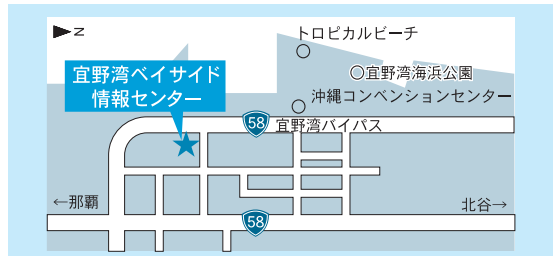 N
トロピカルビーチ
宜野湾海浜公園
宜野湾ベイサイド
情報センター
沖縄コンベンションセンター
58
宜野湾バイパス
←那覇
北谷→
58